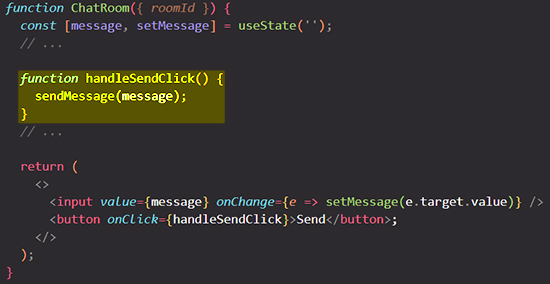 function ChatRoom({ roomId }) {
const [message, setMessage] = useState('');
// ...
function handleSendClick() {
sendMessage(message);
}
// ...
return (
<>
<input value={message} onChange={e => setMessage(e.target.value)} />
<button onClick={handleSendClick}>Send</button>;
</>
);
}